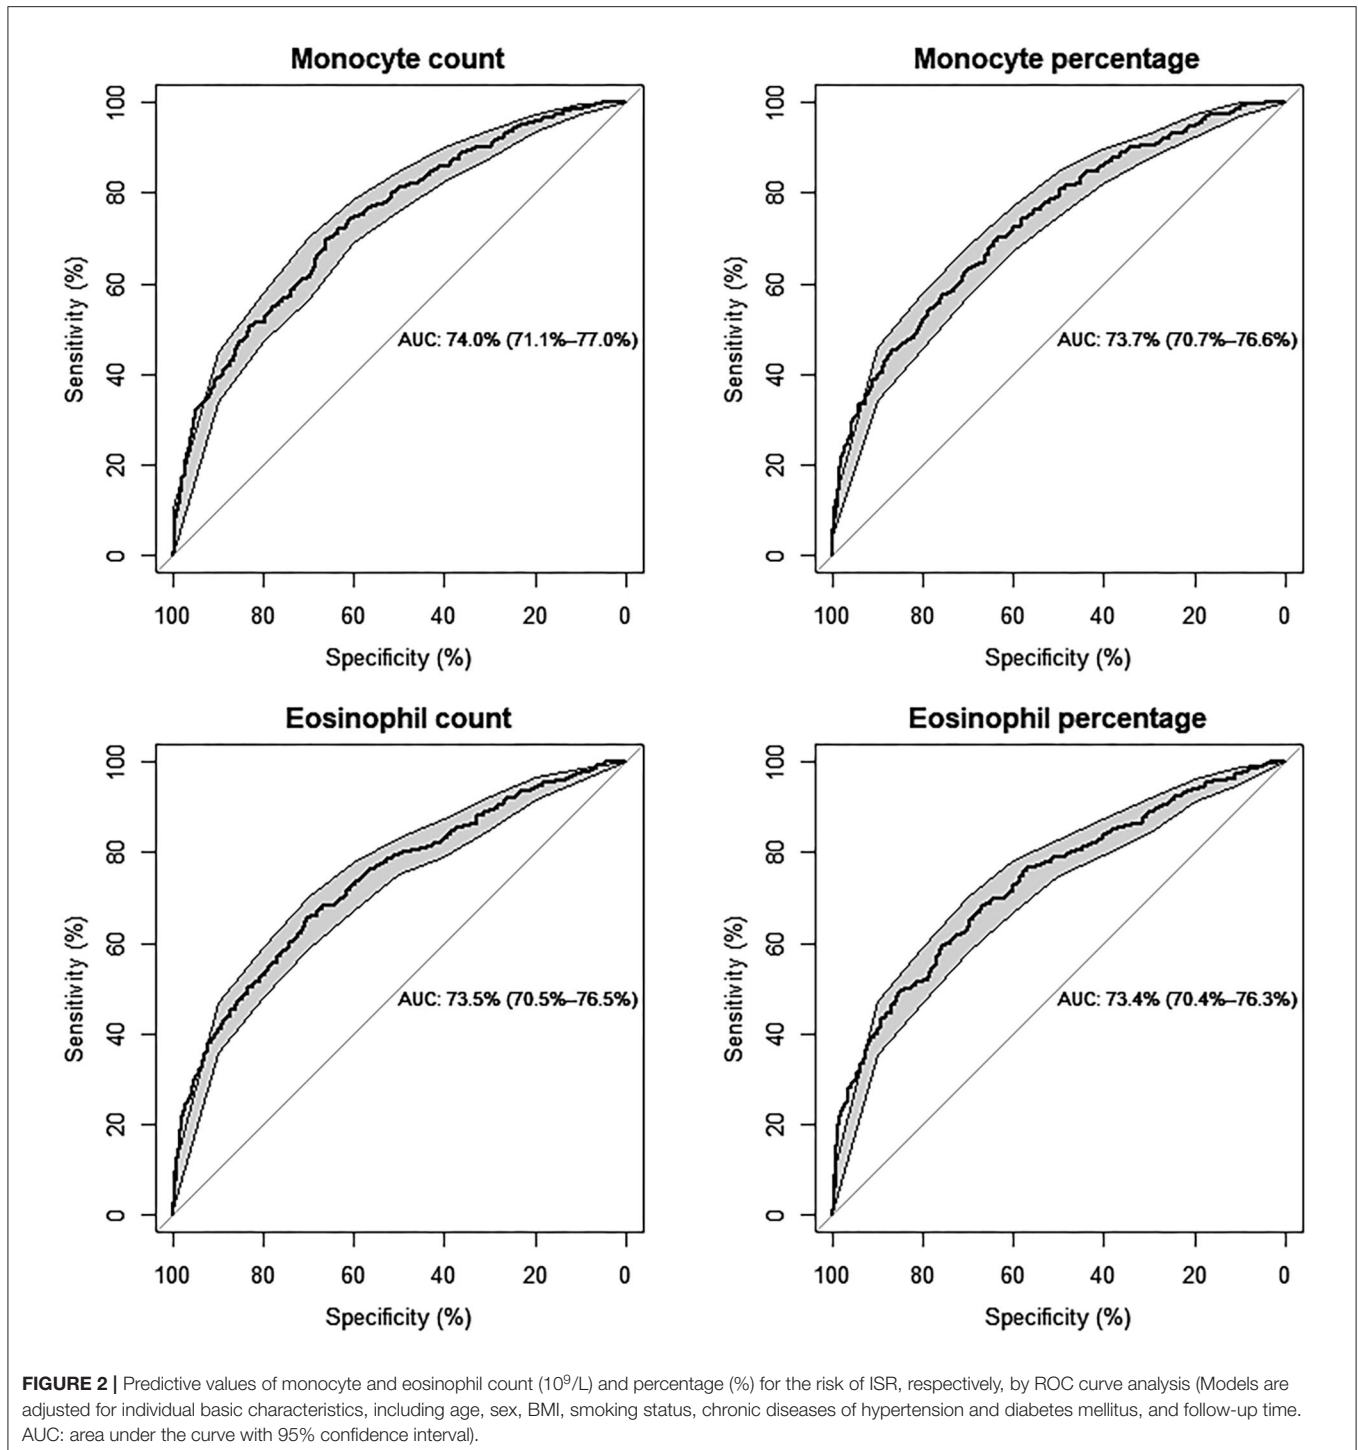 Monocyte count
100
80
60
40
20
0
Sensitivity (%)
AUC: 74.0% (71.1%–77.0%)
100 80 60 40 20 0
Specificity (%)
Monocyte percentage
100
80
60
40
20
0
Sensitivity (%)
AUC: 73.7% (70.7%–76.6%)
100 80 60 40 20 0
Specificity (%)
Eosinophil count
100
80
60
40
20
0
Sensitivity (%)
AUC: 73.5% (70.5%–76.5%)
100 80 60 40 20 0
Specificity (%)
Eosinophil percentage
100
80
60
40
20
0
Sensitivity (%)
AUC: 73.4% (70.4%–76.3%)
100 80 60 40 20 0
Specificity (%)
FIGURE 2 | Predictive values of monocyte and eosinophil count (10⁹/L) and percentage (%) for the risk of ISR, respectively, by ROC curve analysis (Models are
adjusted for individual basic characteristics, including age, sex, BMI, smoking status, chronic diseases of hypertension and diabetes mellitus, and follow-up time.
AUC: area under the curve with 95% confidence interval).